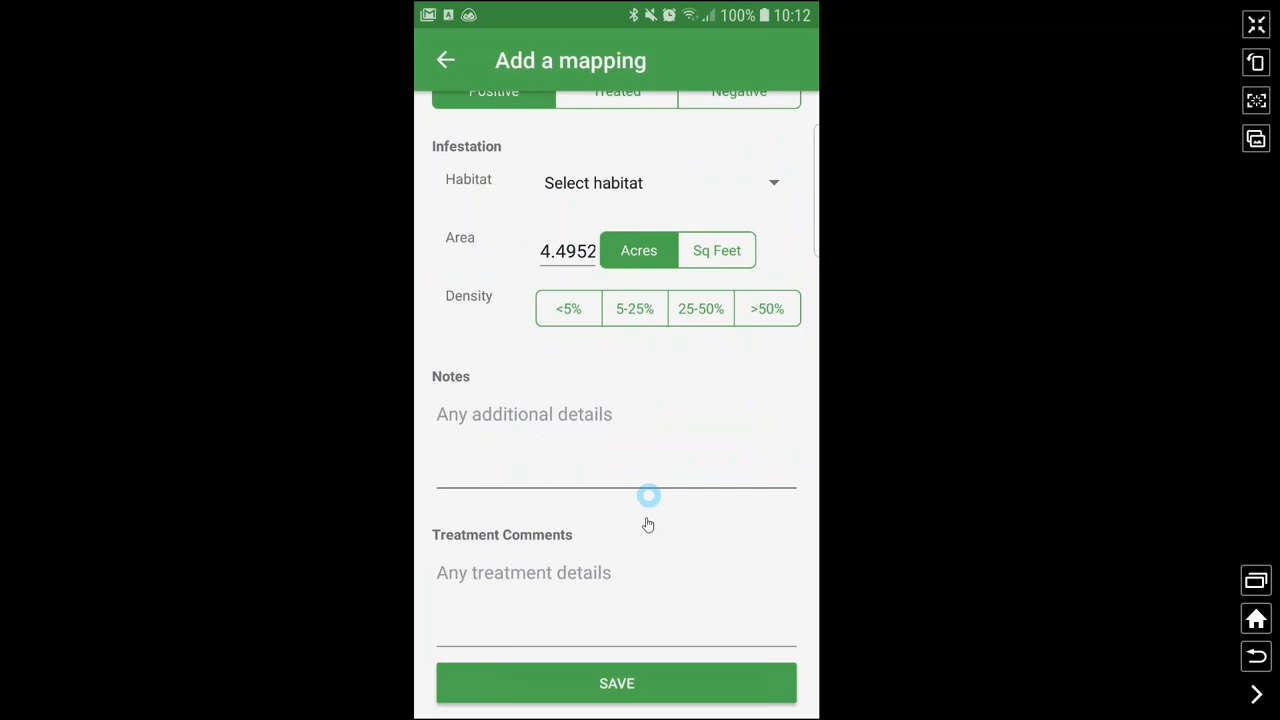 100% 10:12
Add a mapping
Positive Treated Negative
Infestation
Habitat Select habitat
Area 4.4952 Acres Sq Feet
Density <5% 5-25% 25-50% >50%
Notes
Any additional details
Treatment Comments
Any treatment details
SAVE